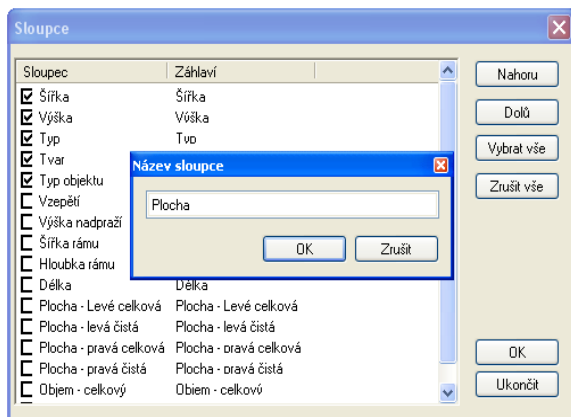 Sloupce
Sloupec Záhlaví
Šířka Šířka
Výška Výška
Typ Typ
Tvar
Typ objektu
Vzepětí
Výška nadpraží
Šířka rámu
Hloubka rámu
Délka Délka
Plocha - Levé celková Plocha - Levé celková
Plocha - levá čistá Plocha - levá čistá
Plocha - pravá celková Plocha - pravá celková
Plocha - pravá čistá Plocha - pravá čistá
Objem - celkový Objem - celkový
Název sloupce
Plocha
OK Zrušit
Nahoru
Dolů
Vybrat vše
Zrušit vše
OK
Ukončit